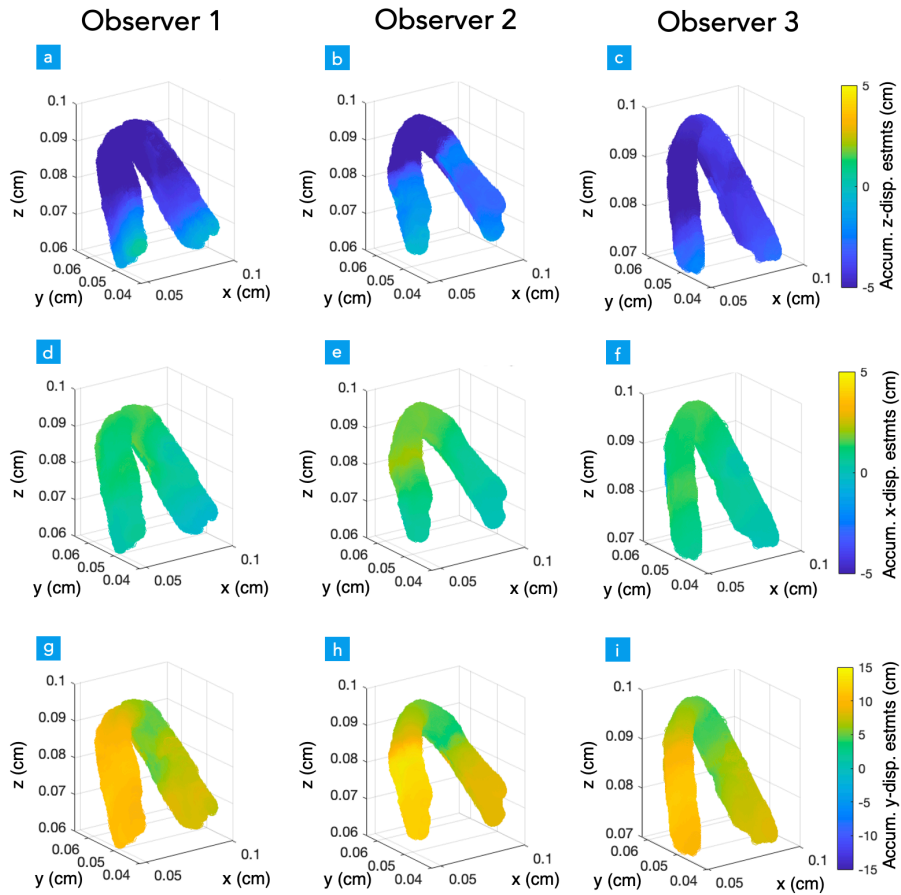 Observer 1 Observer 2 Observer 3
a b c
0.1
0.09
0.08
0.07
0.06
z (cm)
0.06
0.05
0.04
y (cm)
0.05
0.1
x (cm)
0.1
0.09
0.08
0.07
0.06
z (cm)
0.06
0.05
0.04
y (cm)
0.05
0.1
x (cm)
0.1
0.09
0.08
0.07
z (cm)
0.06
0.05
0.04
y (cm)
0.05
0.1
x (cm)
5
0
-5
Accum. z-disp. estmts (cm)
d e f
0.1
0.09
0.08
0.07
0.06
z (cm)
0.06
0.05
0.04
y (cm)
0.05
0.1
x (cm)
0.1
0.09
0.08
0.07
0.06
z (cm)
0.06
0.05
0.04
y (cm)
0.05
0.1
x (cm)
0.1
0.09
0.08
0.07
z (cm)
0.06
0.05
0.04
y (cm)
0.05
0.1
x (cm)
5
0
-5
Accum. x-disp. estmts (cm)
g h i
0.1
0.09
0.08
0.07
0.06
z (cm)
0.06
0.05
0.04
y (cm)
0.05
0.1
x (cm)
0.1
0.09
0.08
0.07
0.06
z (cm)
0.06
0.05
0.04
y (cm)
0.05
0.1
x (cm)
0.1
0.09
0.08
0.07
z (cm)
0.06
0.05
0.04
y (cm)
0.05
0.1
x (cm)
15
10
5
0
-5
-10
-15
Accum. y-disp. estmts (cm)